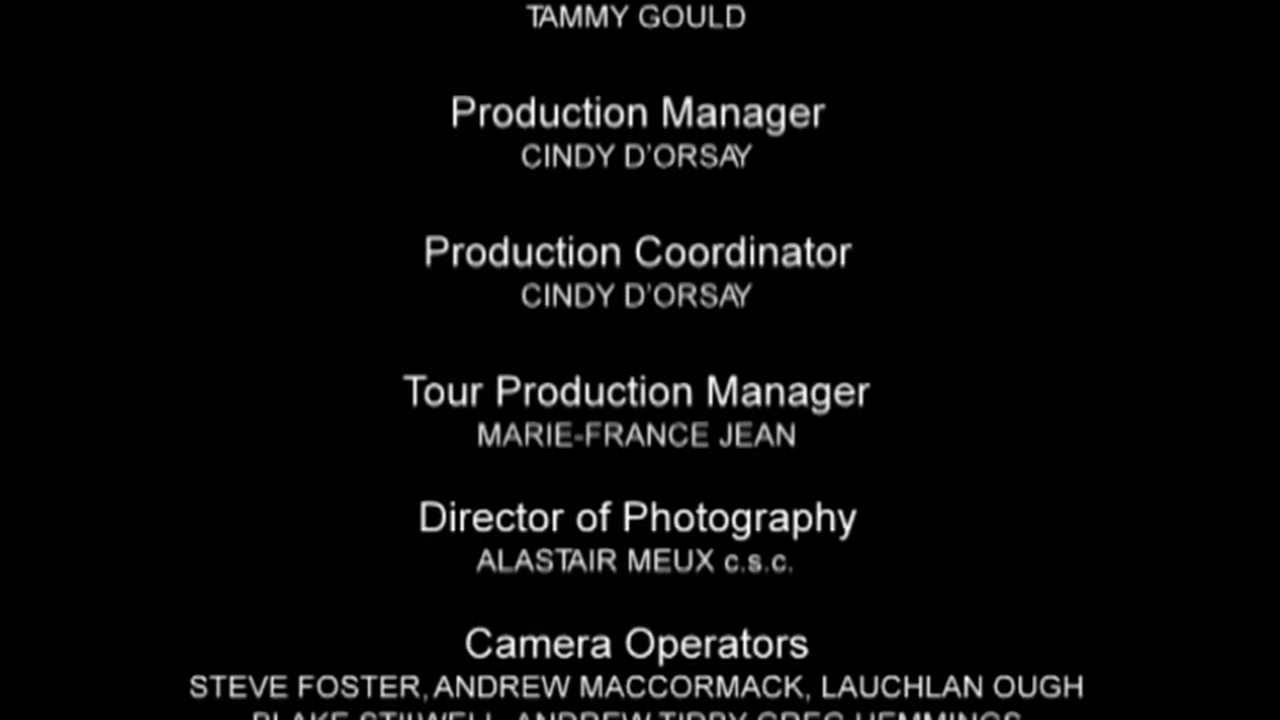 TAMMY GOULD
Production Manager
CINDY D'ORSAY
Production Coordinator
CINDY D'ORSAY
Tour Production Manager
MARIE-FRANCE JEAN
Director of Photography
ALASTAIR MEUX c.s.c.
Camera Operators
STEVE FOSTER, ANDREW MACCORMACK, LAUCHLAN OUGH
BLAKE STILWELL ANDREW TIPPY GREG HEMMINGS